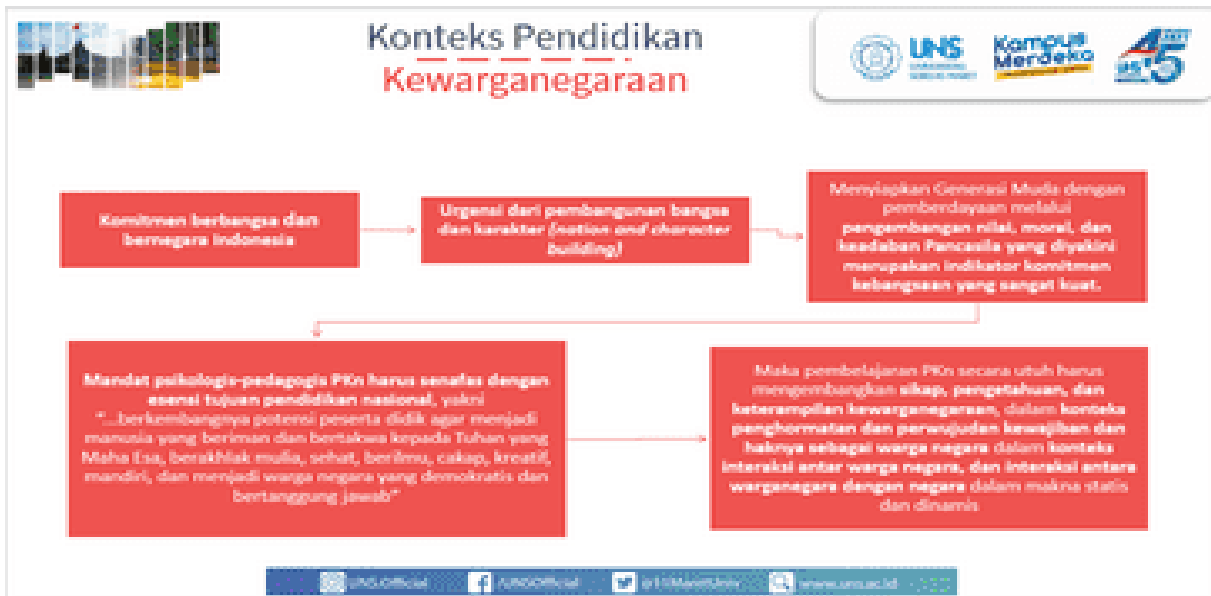 Konteks Pendidikan
Kewarganegaraan
UNS
Kampus
Merdeka
Komitmen berbangsa dan
bernegara Indonesia
Urgensi dari pembangunan bangsa
dan karakter (nation and character
building)
Menyiapkan Generasi Muda dengan
pemberdayaan melalui
pengembangan nilai, moral, dan
keadaban Pancasila yang diyakini
merupakan indikator komitmen
kebangsaan yang sangat kuat.
Mandat psikologis-pedagogis PKn harus senafas dengan
esensi tujuan pendidikan nasional, yakni
"...berkembangnya potensi peserta didik agar menjadi
manusia yang beriman dan bertakwa kepada Tuhan yang
Maha Esa, berakhlak mulia, sehat, berilmu, cakap, kreatif,
mandiri, dan menjadi warga negara yang demokratis dan
bertanggung jawab"
Maka pembelajaran PKn secara utuh harus
mengembangkan sikap, pengetahuan, dan
keterampilan kewarganegaraan, dalam konteks
penghormatan dan perwujudan kewajiban dan
haknya sebagai warga negara dalam konteks
interaksi antar warga negara, dan interaksi antara
warganegara dengan negara dalam makna statis
dan dinamis
UNSOfficial
/UNSOfficial
@11MaretUniv
www.uns.ac.id